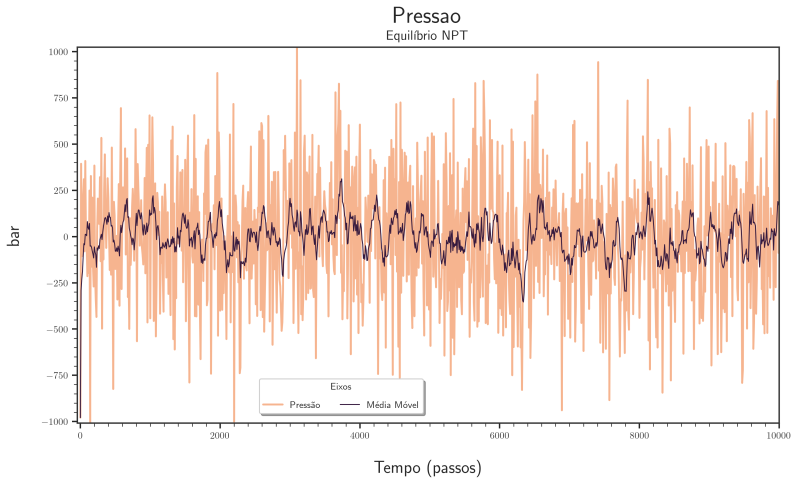 Pressao
Equilíbrio NPT
1000
750
500
250
0
−250
−500
−750
−1000
bar
Eixos
Pressão Média Móvel
0 2000 4000 6000 8000 10000
Tempo (passos)